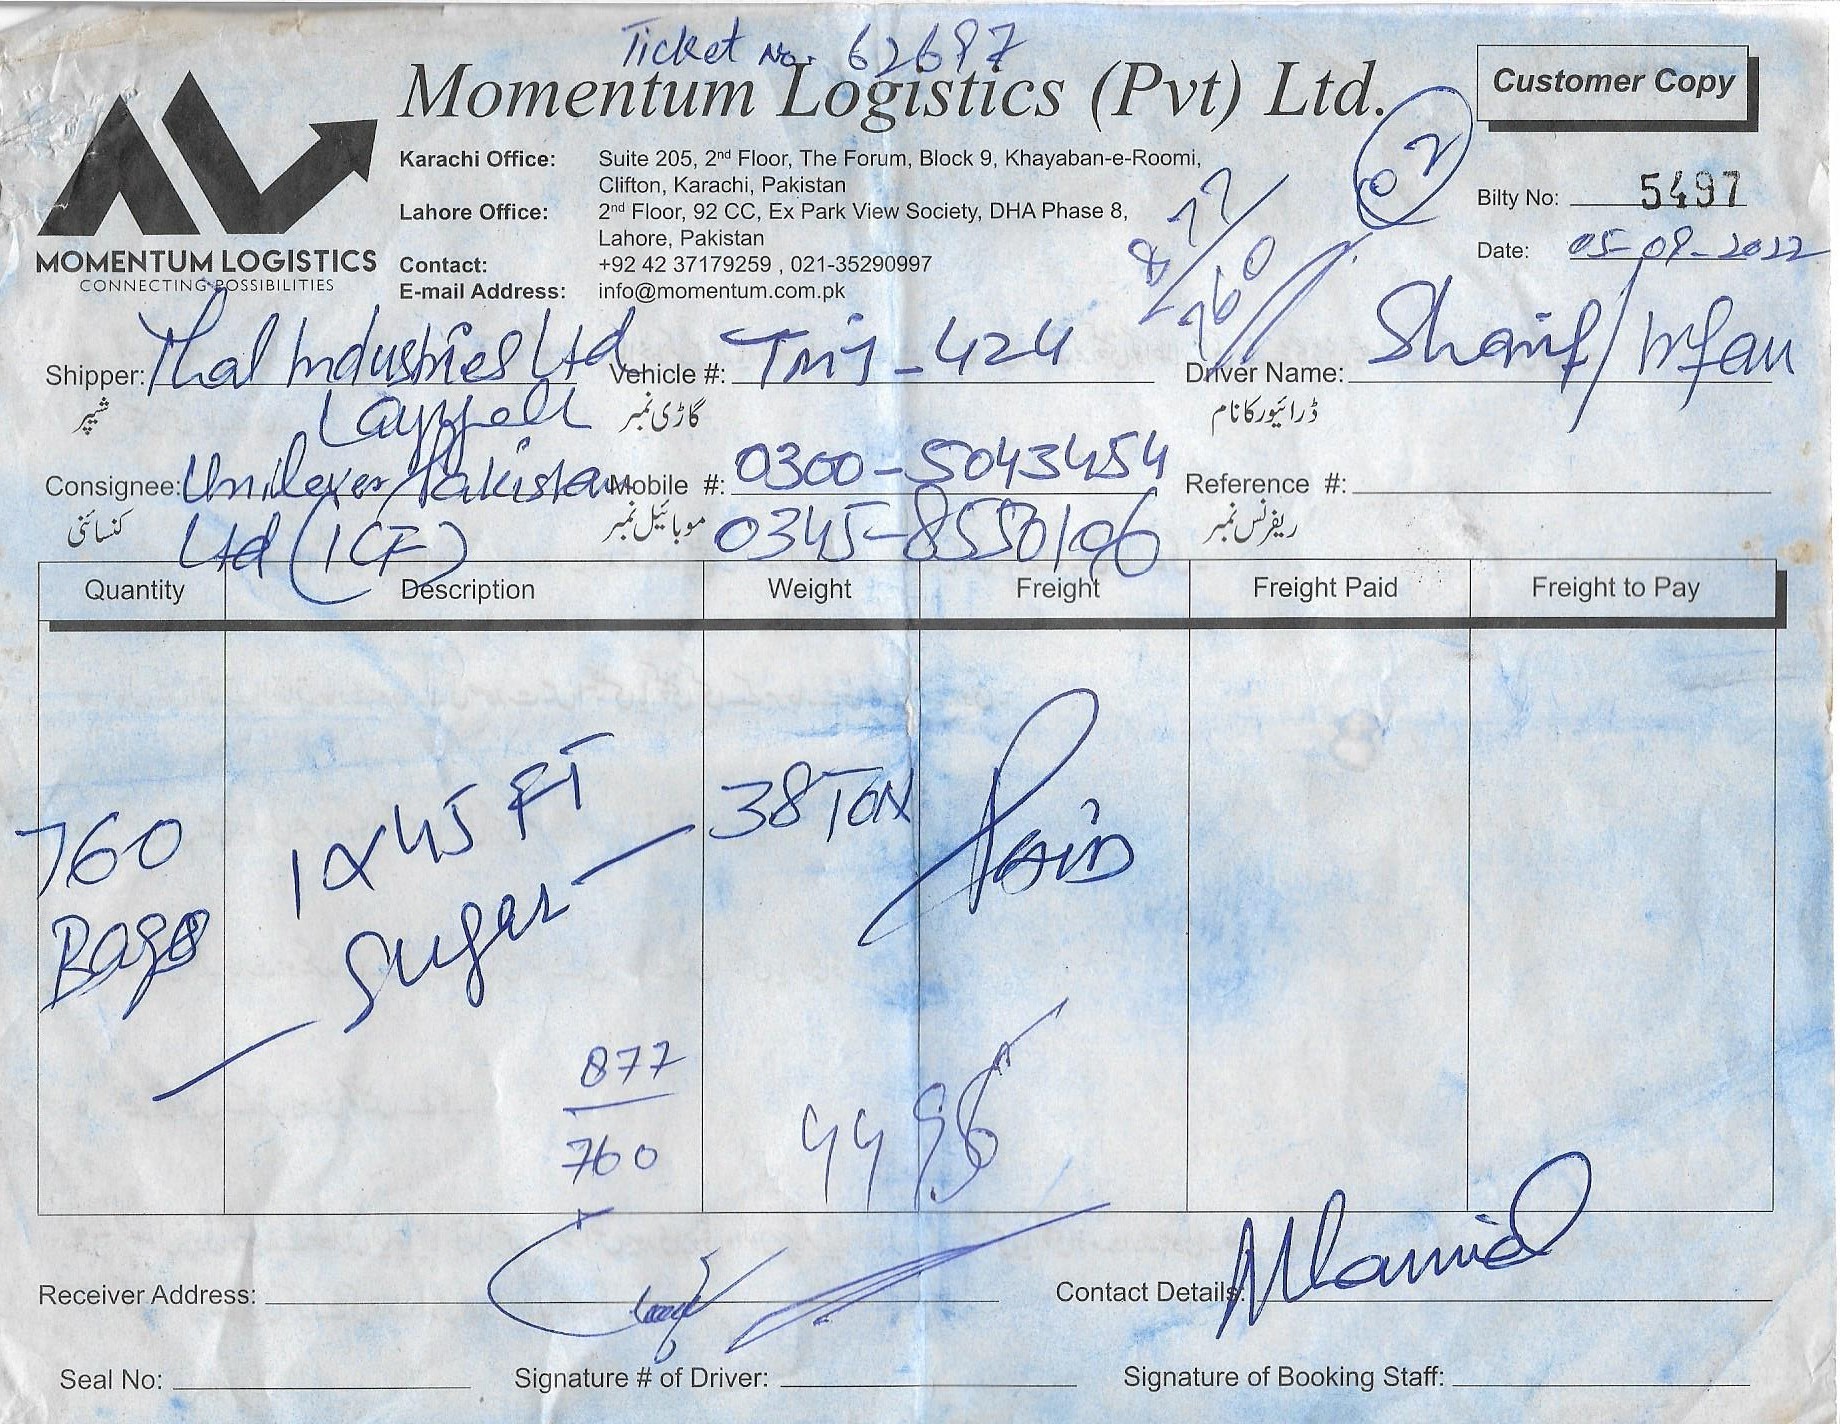 Ticket No. 62697
Momentum Logistics (Pvt) Ltd.
Customer Copy
MOMENTUM LOGISTICS
CONNECTING POSSIBILITIES
Karachi Office: Suite 205, 2nd Floor, The Forum, Block 9, Khayaban-e-Roomi,
Clifton, Karachi, Pakistan
Lahore Office: 2nd Floor, 92 CC, Ex Park View Society, DHA Phase 8,
Lahore, Pakistan
Contact: +92 42 37179259 , 021-35290997
E-mail Address: info@momentum.com.pk
02
877
760
Bilty No: 5497
Date: 05-09-2022
Shipper: Thal Industries Ltd Vehicle #: TMJ-424 Driver Name: Sharif/Irfan
شپر Layyah گاڑی نمبر ڈرائیور کا نام
Consignee: Unilever Pakistan Mobile #: 0300-5043454 Reference #:
کنسائنی Ltd (ICF) موبائیل نمبر 0345-8550196 ریفرنس نمبر
Quantity Description Weight Freight Freight Paid Freight to Pay
760 1x45 FT 38 TON Paid
Bags Sugar
877
760
Receiver Address: Contact Details:
Seal No: Signature # of Driver: Signature of Booking Staff: